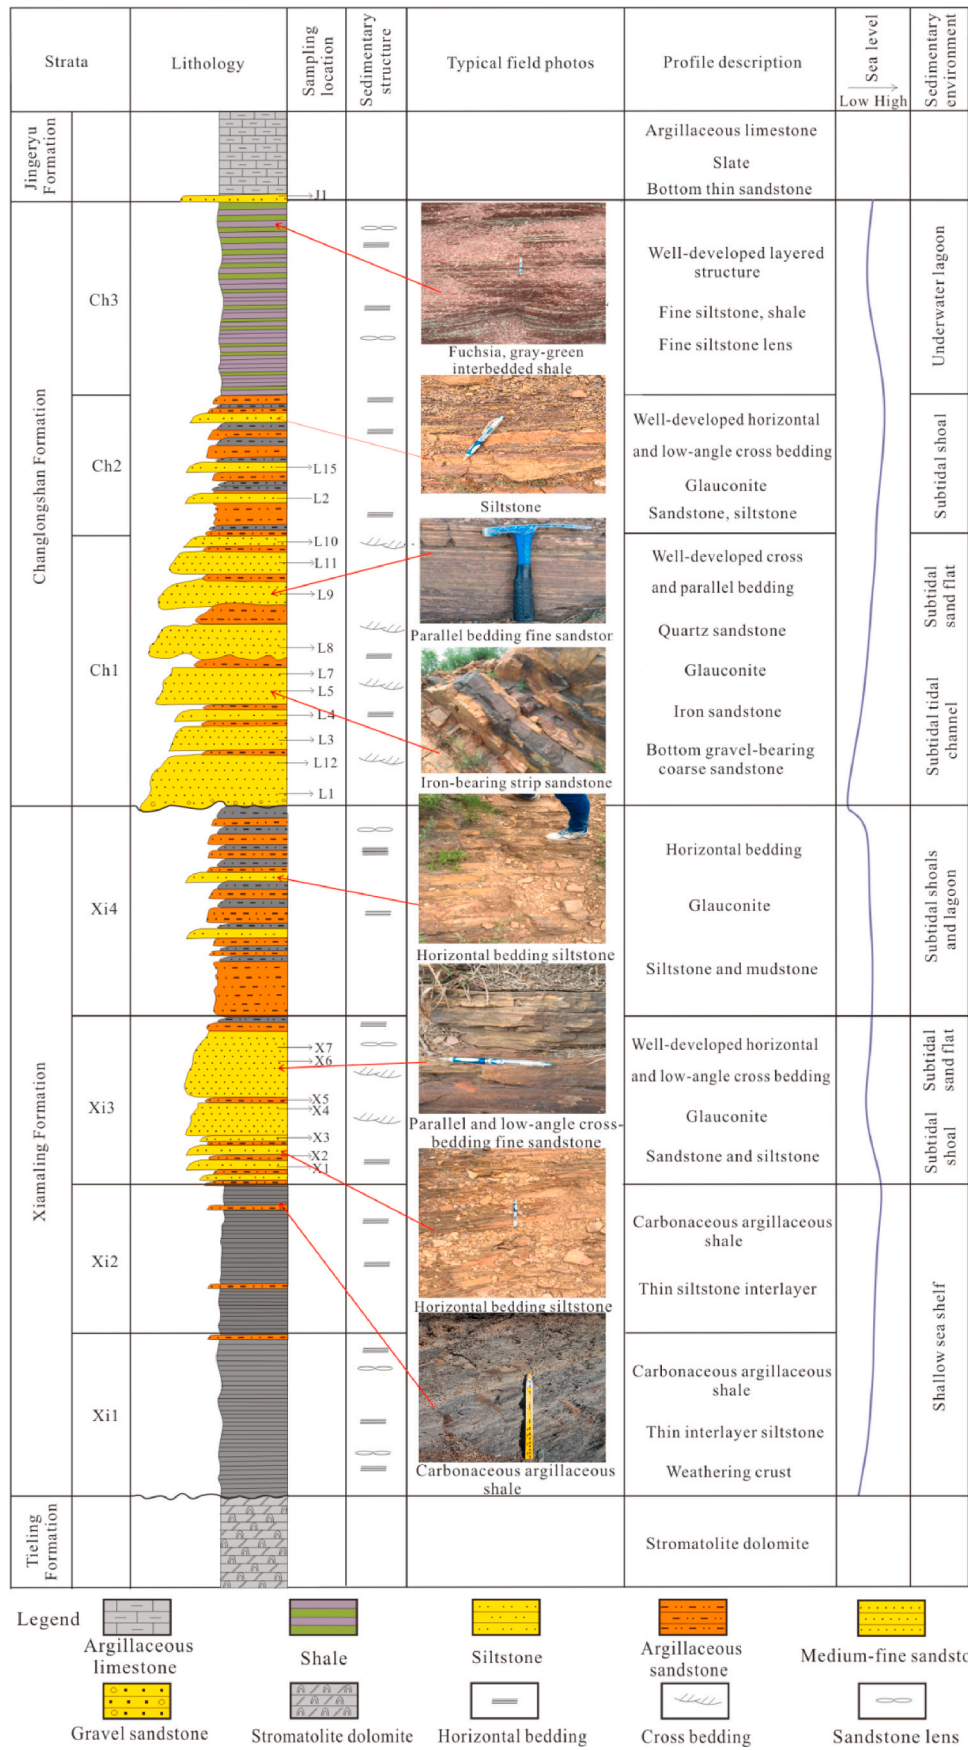 Strata
Lithology
Sampling
location
Sedimentary
structure
Typical field photos
Profile description
Sea level
Low High
Sedimentary
environment
Jingeryu
Formation
J1
Argillaceous limestone
Slate
Bottom thin sandstone
Changlongshan Formation
Ch3
Fuchsia, gray-green
interbedded shale
Well-developed layered
structure
Fine siltstone, shale
Fine siltstone lens
Underwater lagoon
Ch2
L15
L2
Siltstone
Well-developed horizontal
and low-angle cross bedding
Glauconite
Sandstone, siltstone
Subtidal shoal
Ch1
L10
L11
L9
L8
L7
L5
L4
L3
L12
L1
Parallel bedding fine sandston
Iron-bearing strip sandstone
Well-developed cross
and parallel bedding
Quartz sandstone
Glauconite
Iron sandstone
Bottom gravel-bearing
coarse sandstone
Subtidal
sand flat
Subtidal tidal
channel
Xiamaling Formation
Xi4
Horizontal bedding siltstone
Horizontal bedding
Glauconite
Siltstone and mudstone
Subtidal shoals
and lagoon
Xi3
X7
X6
X5
X4
X3
X2
X1
Parallel and low-angle cross-
bedding fine sandstone
Well-developed horizontal
and low-angle cross bedding
Glauconite
Sandstone and siltstone
Subtidal
sand flat
Subtidal
shoal
Xi2
Horizontal bedding siltstone
Carbonaceous argillaceous
shale
Thin siltstone interlayer
Shallow sea shelf
Xi1
Carbonaceous argillaceous
shale
Carbonaceous argillaceous
shale
Thin interlayer siltstone
Weathering crust
Tieling
Formation
Stromatolite dolomite
Legend
Argillaceous
limestone
Shale
Siltstone
Argillaceous
sandstone
Medium-fine sandsto
Gravel sandstone
Stromatolite dolomite
Horizontal bedding
Cross bedding
Sandstone lens